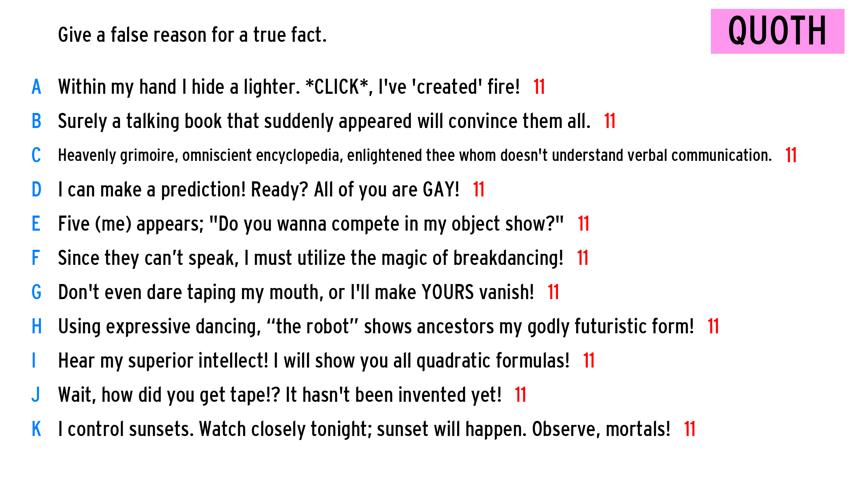 Give a false reason for a true fact.
QUOTH
A Within my hand I hide a lighter. *CLICK*, I've 'created' fire! 11
B Surely a talking book that suddenly appeared will convince them all. 11
C Heavenly grimoire, omniscient encyclopedia, enlightened thee whom doesn't understand verbal communication. 11
D I can make a prediction! Ready? All of you are GAY! 11
E Five (me) appears; "Do you wanna compete in my object show?" 11
F Since they can’t speak, I must utilize the magic of breakdancing! 11
G Don't even dare taping my mouth, or I'll make YOURS vanish! 11
H Using expressive dancing, “the robot” shows ancestors my godly futuristic form! 11
I Hear my superior intellect! I will show you all quadratic formulas! 11
J Wait, how did you get tape!? It hasn't been invented yet! 11
K I control sunsets. Watch closely tonight; sunset will happen. Observe, mortals! 11